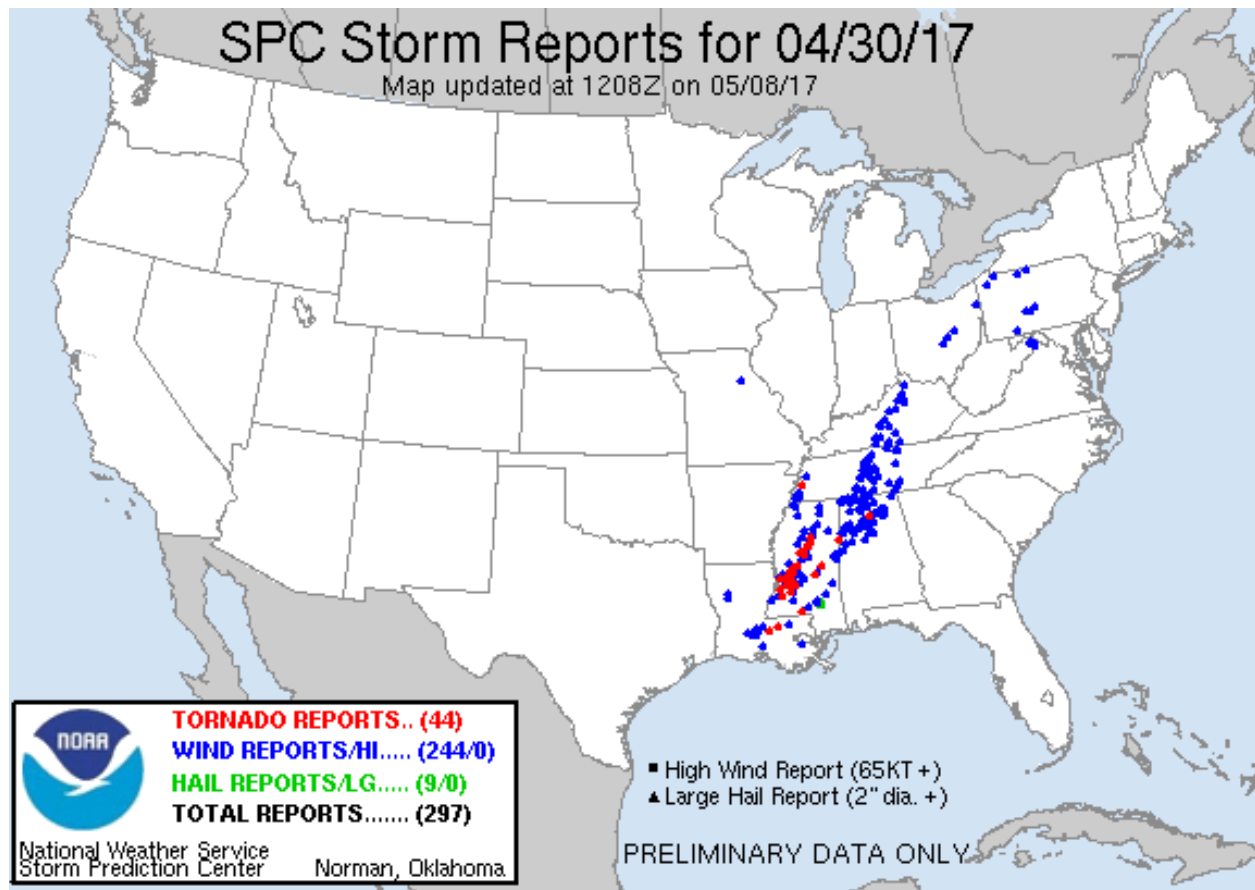 SPC Storm Reports for 04/30/17
Map updated at 1208Z on 05/08/17
NOAA
TORNADO REPORTS.. (44)
WIND REPORTS/HI..... (244/0)
HAIL REPORTS/LG..... (9/0)
TOTAL REPORTS....... (297)
National Weather Service
Storm Prediction Center Norman, Oklahoma
High Wind Report (65KT +)
Large Hail Report (2" dia. +)
PRELIMINARY DATA ONLY